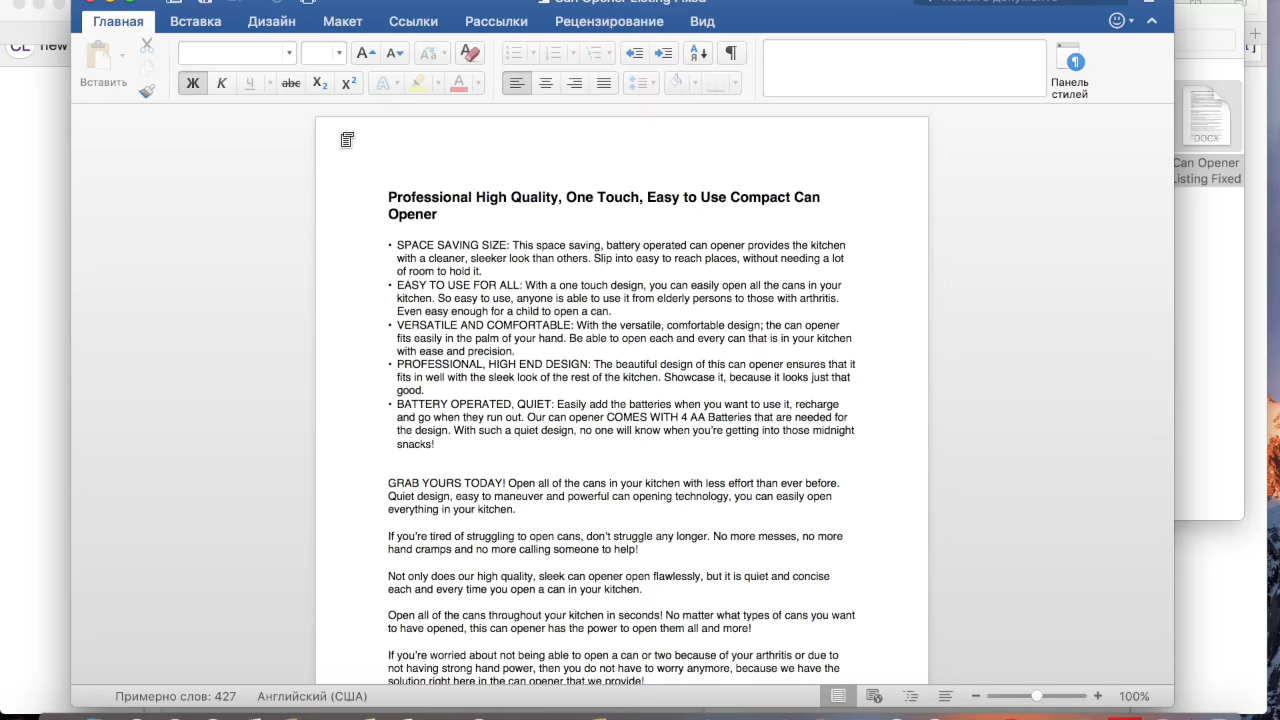 Can Opener Listing Fixed
Главная Вставка Дизайн Макет Ссылки Рассылки Рецензирование Вид
new
Вставить
Ж К Ч abc X₂ X² А А
Панель
стилей
DOCX
Can Opener
Listing Fixed
Professional High Quality, One Touch, Easy to Use Compact Can
Opener
• SPACE SAVING SIZE: This space saving, battery operated can opener provides the kitchen
with a cleaner, sleeker look than others. Slip into easy to reach places, without needing a lot
of room to hold it.
• EASY TO USE FOR ALL: With a one touch design, you can easily open all the cans in your
kitchen. So easy to use, anyone is able to use it from elderly persons to those with arthritis.
Even easy enough for a child to open a can.
• VERSATILE AND COMFORTABLE: With the versatile, comfortable design; the can opener
fits easily in the palm of your hand. Be able to open each and every can that is in your kitchen
with ease and precision.
• PROFESSIONAL, HIGH END DESIGN: The beautiful design of this can opener ensures that it
fits in well with the sleek look of the rest of the kitchen. Showcase it, because it looks just that
good.
• BATTERY OPERATED, QUIET: Easily add the batteries when you want to use it, recharge
and go when they run out. Our can opener COMES WITH 4 AA Batteries that are needed for
the design. With such a quiet design, no one will know when you're getting into those midnight
snacks!
GRAB YOURS TODAY! Open all of the cans in your kitchen with less effort than ever before.
Quiet design, easy to maneuver and powerful can opening technology, you can easily open
everything in your kitchen.
If you're tired of struggling to open cans, don't struggle any longer. No more messes, no more
hand cramps and no more calling someone to help!
Not only does our high quality, sleek can opener open flawlessly, but it is quiet and concise
each and every time you open a can in your kitchen.
Open all of the cans throughout your kitchen in seconds! No matter what types of cans you want
to have opened, this can opener has the power to open them all and more!
If you're worried about not being able to open a can or two because of your arthritis or due to
not having strong hand power, then you do not have to worry anymore, because we have the
solution right here in the can opener that we provide!
Примерно слов: 427 Английский (США) 100%